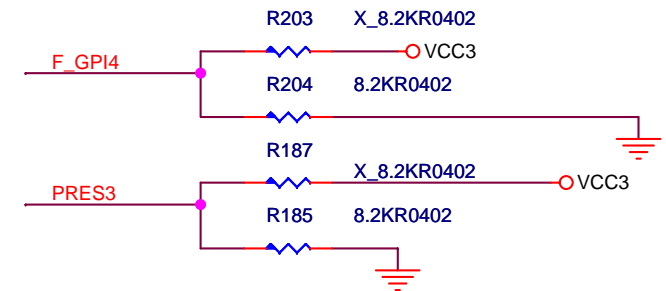 R203 X_8.2KR0402
F_GPI4 VCC3
R204 8.2KR0402
R187 X_8.2KR0402
PRES3 VCC3
R185 8.2KR0402